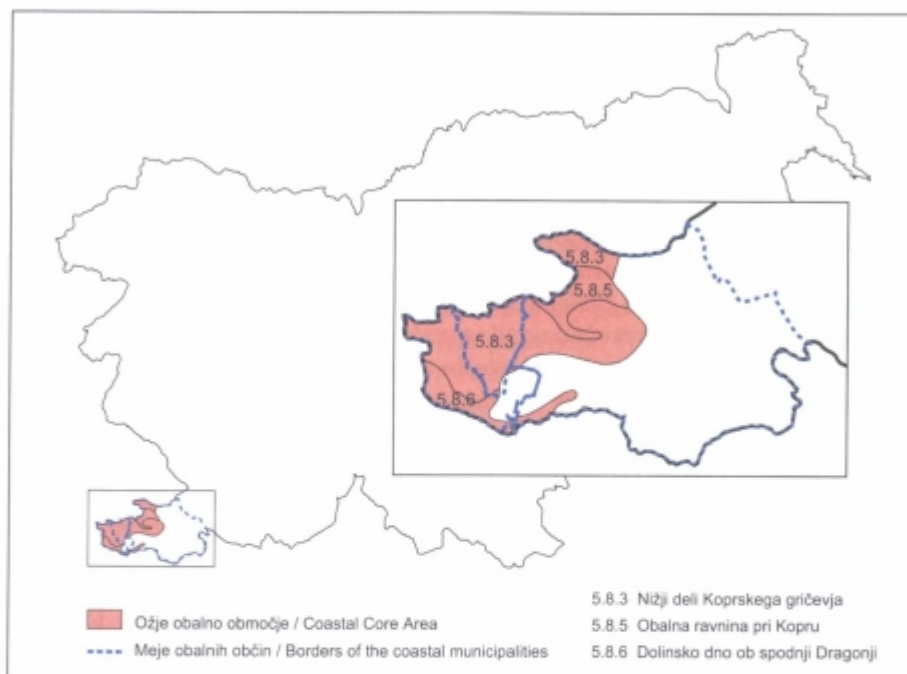 5.8.3
5.8.5
5.8.3
5.8.6
Ožje obalno območje / Coastal Core Area
Meje obalnih občin / Borders of the coastal municipalities
5.8.3 Nižji deli Koprskega gričevja
5.8.5 Obalna ravnina pri Kopru
5.8.6 Dolinsko dno ob spodnji Dragonji